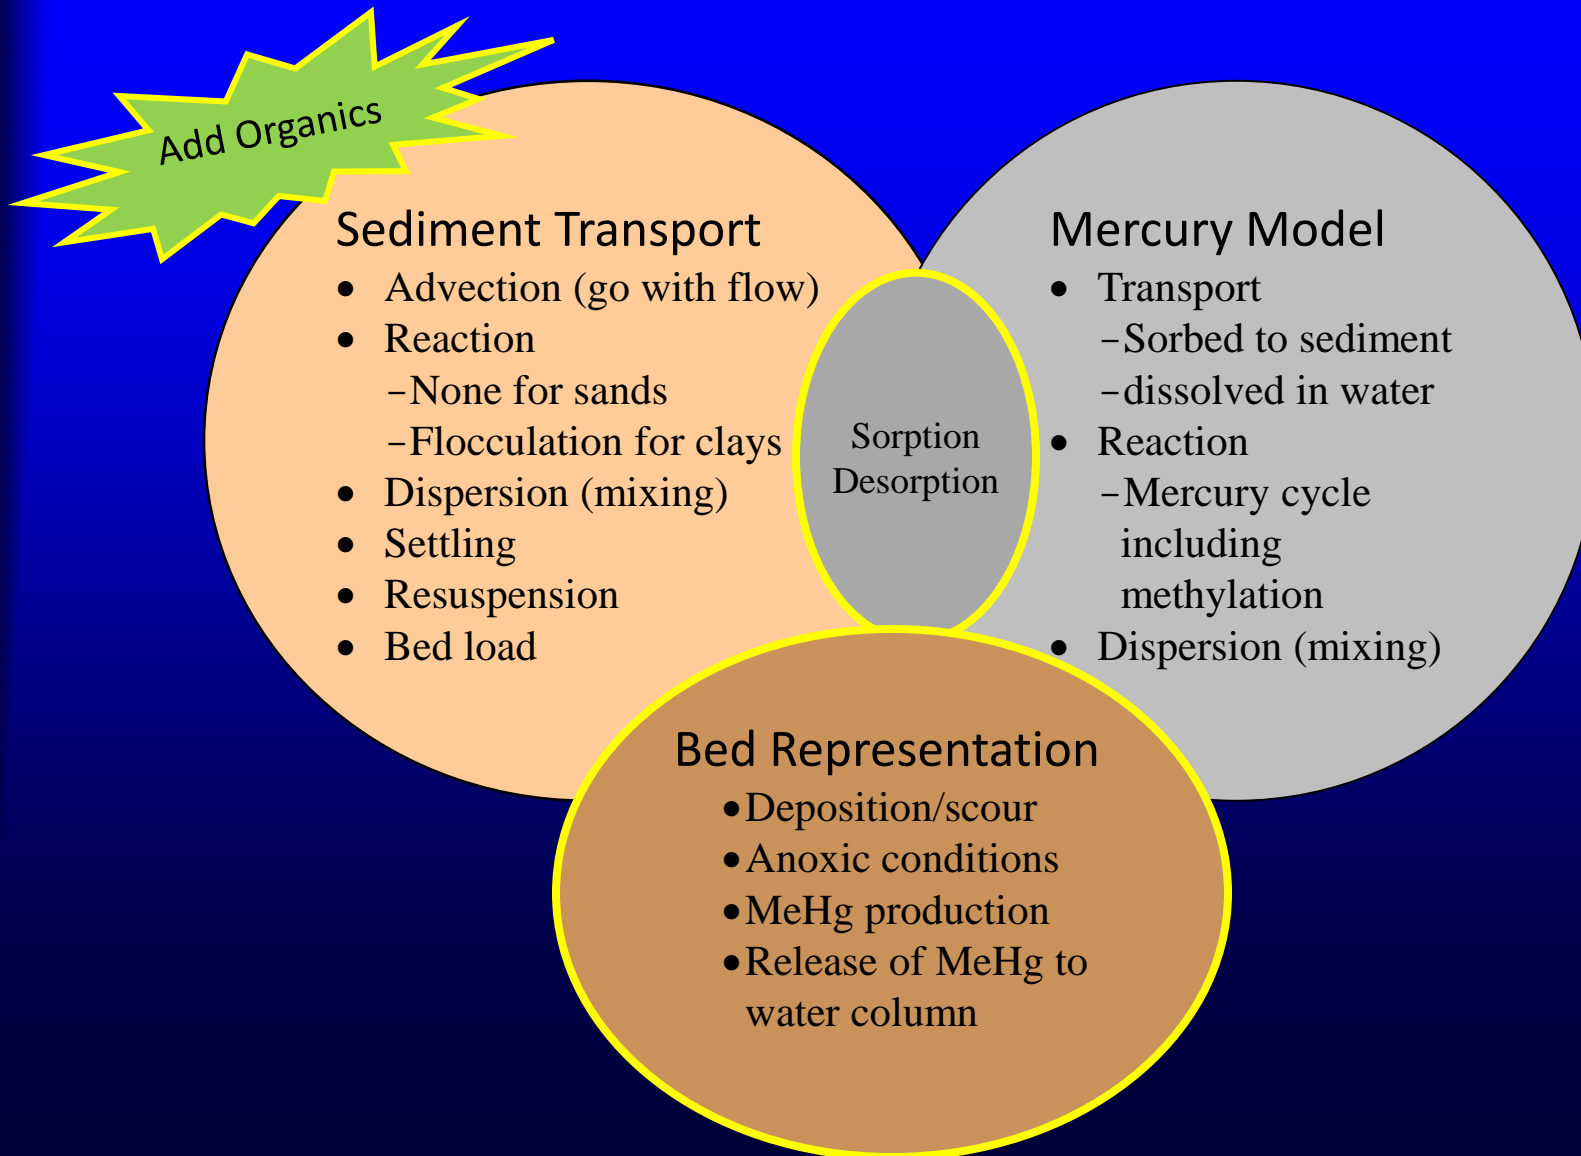 Add Organics
Sediment Transport
• Advection (go with flow)
• Reaction
–None for sands
–Flocculation for clays
• Dispersion (mixing)
• Settling
• Resuspension
• Bed load
Sorption
Desorption
Mercury Model
• Transport
–Sorbed to sediment
–dissolved in water
• Reaction
–Mercury cycle
including
methylation
• Dispersion (mixing)
Bed Representation
•Deposition/scour
•Anoxic conditions
•MeHg production
•Release of MeHg to
water column